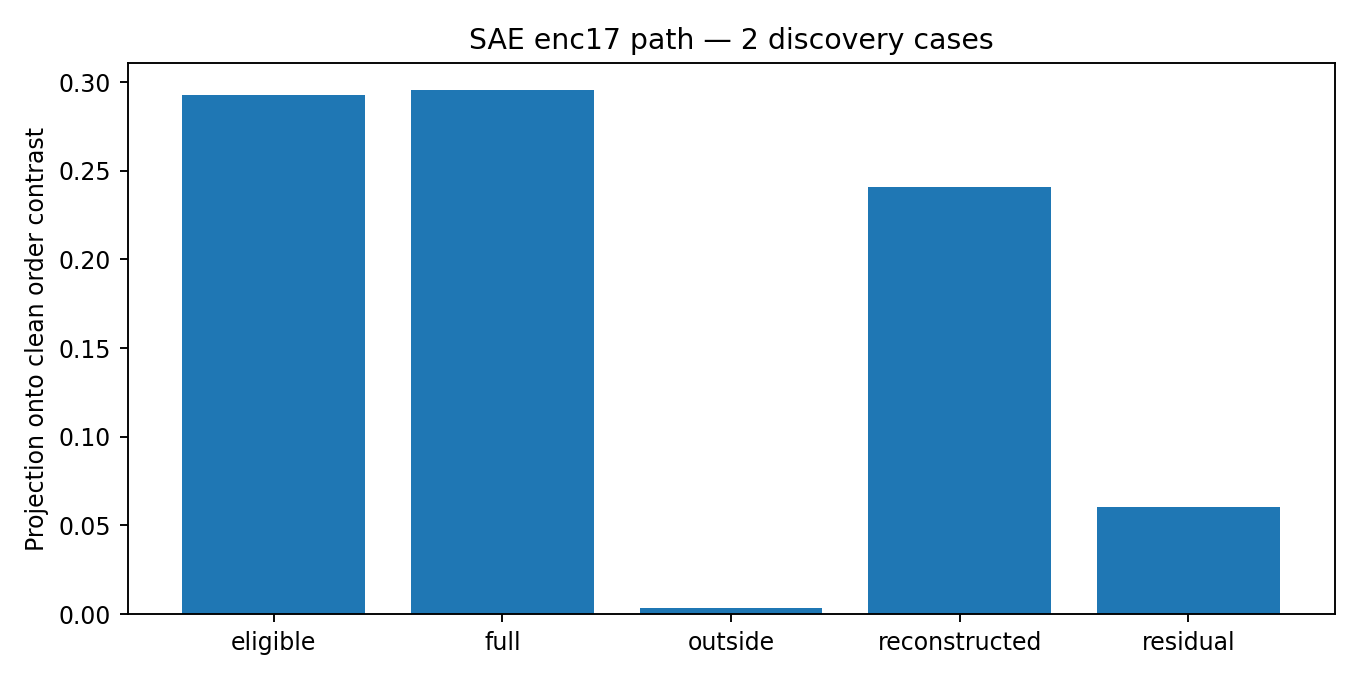 SAE enc17 path — 2 discovery cases
Projection onto clean order contrast
0.30
0.25
0.20
0.15
0.10
0.05
0.00
eligible
full
outside
reconstructed
residual